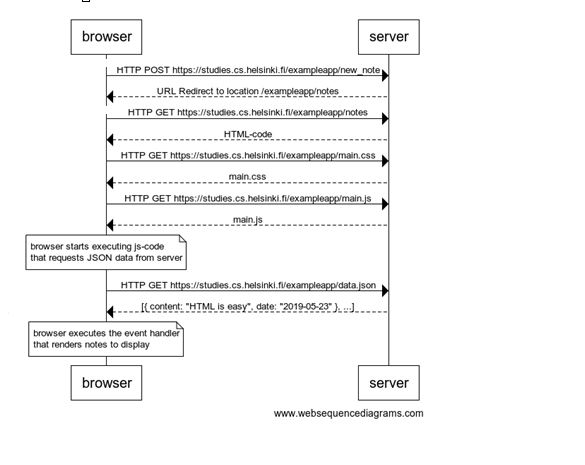 browser
server
HTTP POST https://studies.cs.helsinki.fi/exampleapp/new_note
URL Redirect to location /exampleapp/notes
HTTP GET https://studies.cs.helsinki.fi/exampleapp/notes
HTML-code
HTTP GET https://studies.cs.helsinki.fi/exampleapp/main.css
main.css
HTTP GET https://studies.cs.helsinki.fi/exampleapp/main.js
main.js
browser starts executing js-code
that requests JSON data from server
HTTP GET https://studies.cs.helsinki.fi/exampleapp/data.json
[{ content: "HTML is easy", date: "2019-05-23" }, ...]
browser executes the event handler
that renders notes to display
browser
server
www.websequencediagrams.com